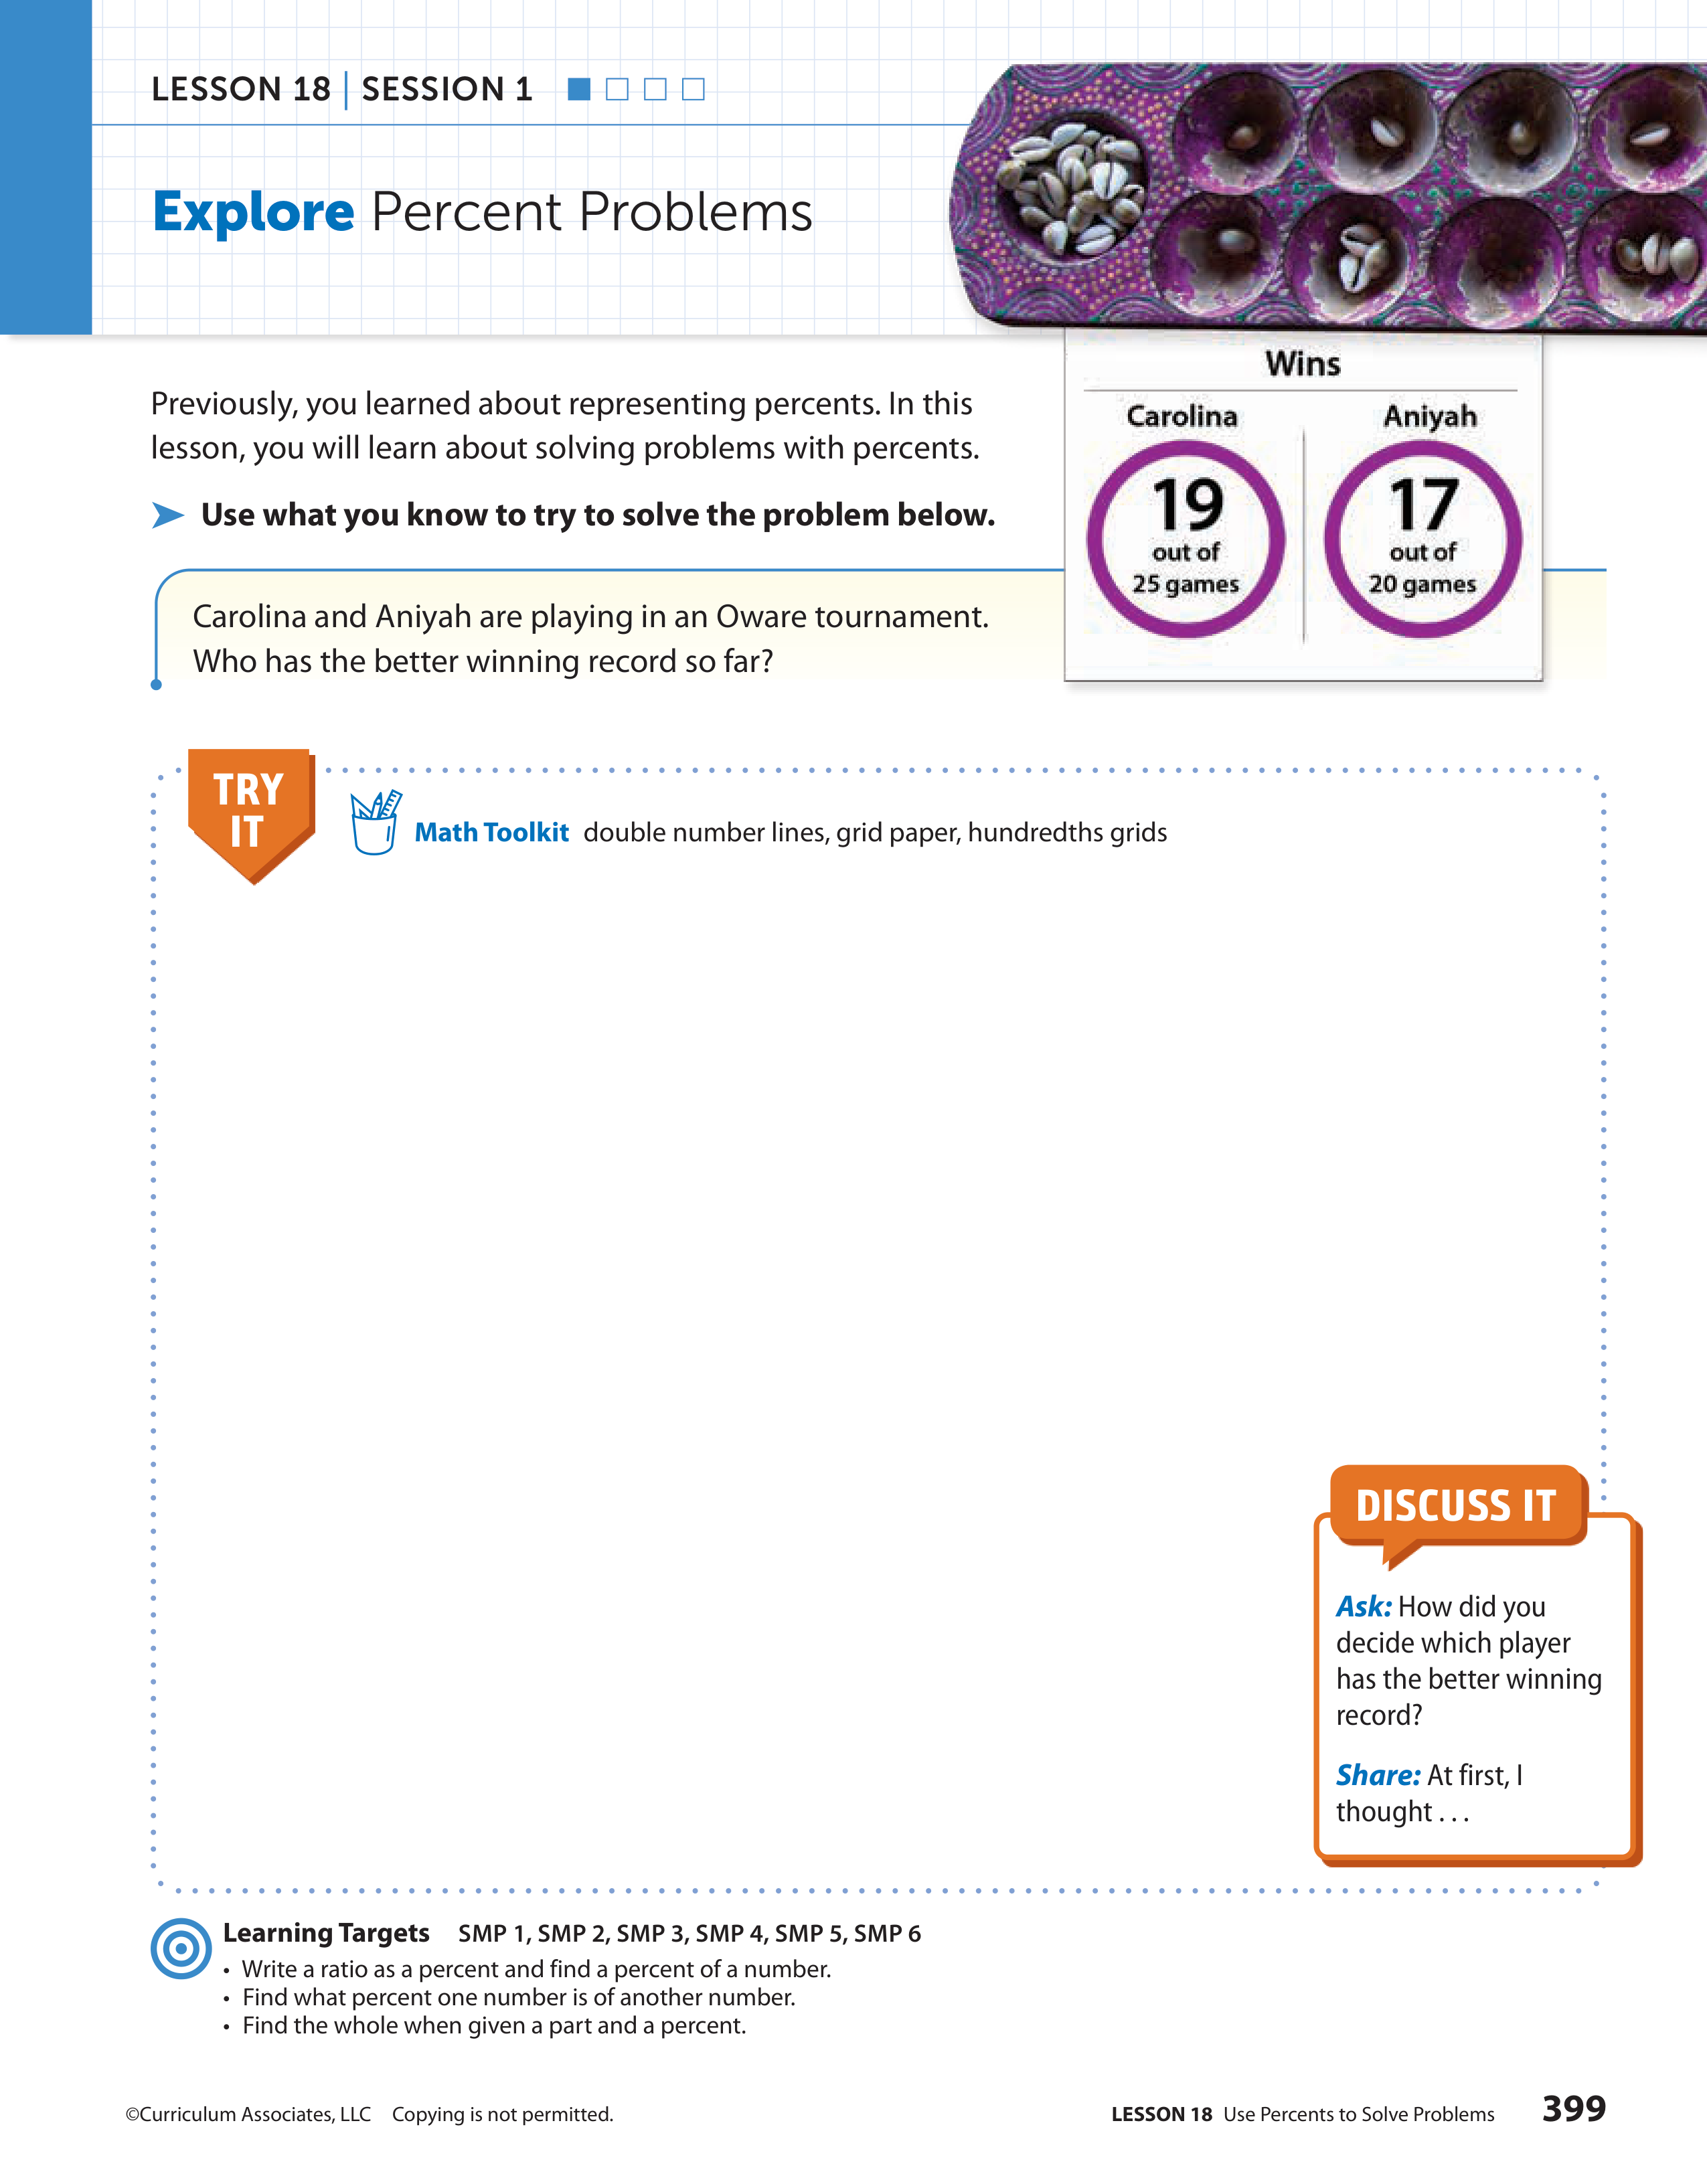 LESSON 18 | SESSION 1
Explore Percent Problems
Previously, you learned about representing percents. In this
lesson, you will learn about solving problems with percents.
Use what you know to try to solve the problem below.
Carolina and Aniyah are playing in an Oware tournament.
Who has the better winning record so far?
Wins
Carolina
19
out of
25 games
Aniyah
17
out of
20 games
TRY
IT
Math Toolkit double number lines, grid paper, hundredths grids
DISCUSS IT
Ask: How did you
decide which player
has the better winning
record?
Share: At first, I
thought . . .
Learning Targets SMP 1, SMP 2, SMP 3, SMP 4, SMP 5, SMP 6
• Write a ratio as a percent and find a percent of a number.
• Find what percent one number is of another number.
• Find the whole when given a part and a percent.
©Curriculum Associates, LLC Copying is not permitted.
LESSON 18 Use Percents to Solve Problems 399